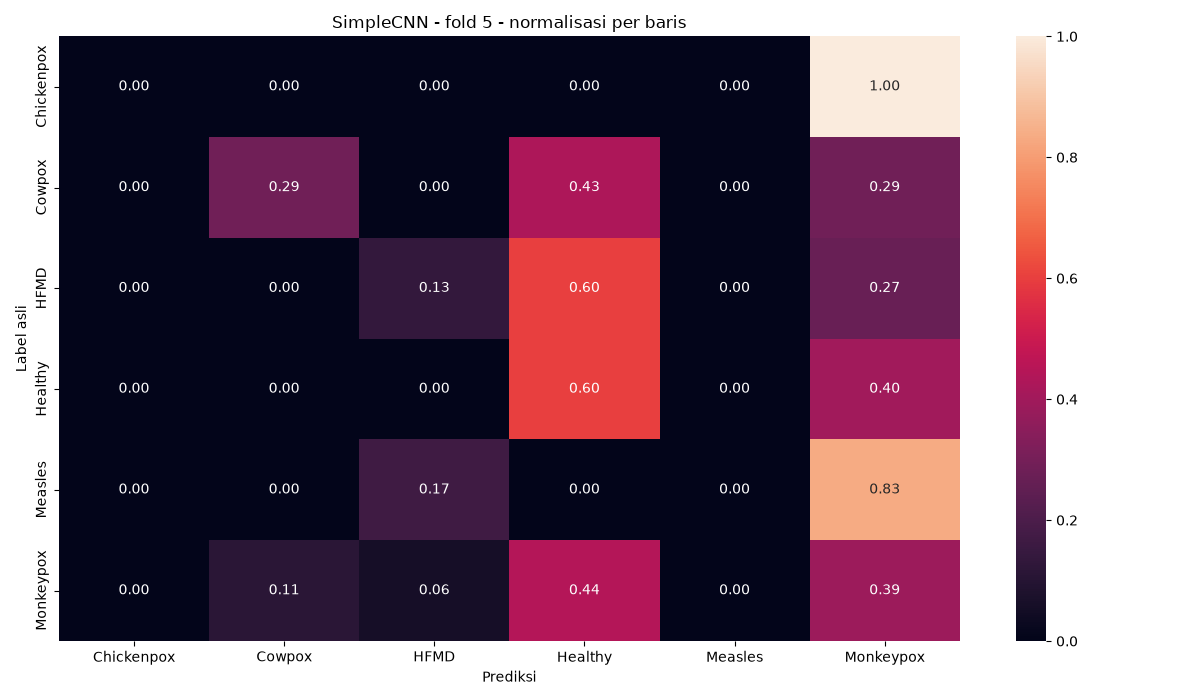 SimpleCNN - fold 5 - normalisasi per baris
Label asli
Chickenpox 0.00 0.00 0.00 0.00 0.00 1.00
Cowpox 0.00 0.29 0.00 0.43 0.00 0.29
HFMD 0.00 0.00 0.13 0.60 0.00 0.27
Healthy 0.00 0.00 0.00 0.60 0.00 0.40
Measles 0.00 0.00 0.17 0.00 0.00 0.83
Monkeypox 0.00 0.11 0.06 0.44 0.00 0.39
Chickenpox Cowpox HFMD Healthy Measles Monkeypox
Prediksi
1.0
0.8
0.6
0.4
0.2
0.0